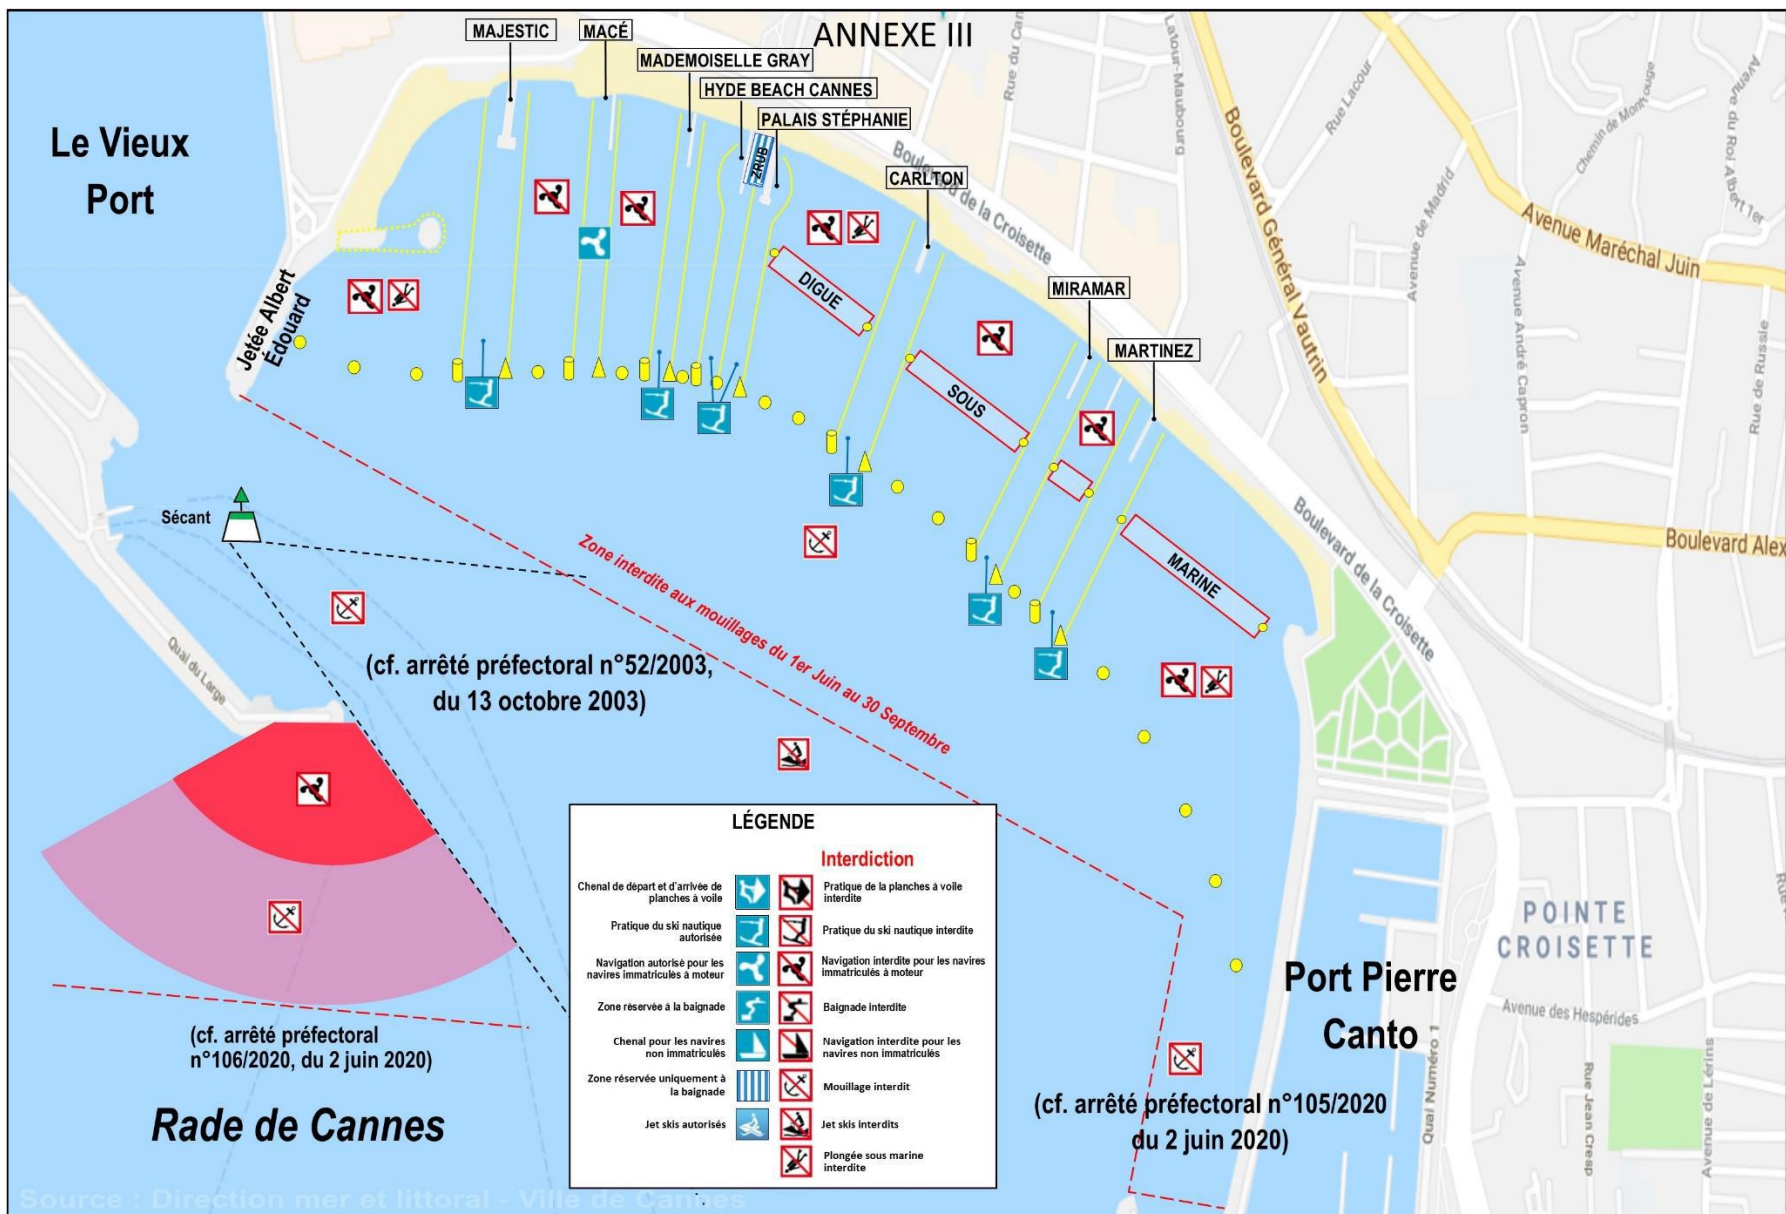 ANNEXE III
MAJESTIC
MACÉ
MADEMOISELLE GRAY
HYDE BEACH CANNES
PALAIS STÉPHANIE
ZRUB
CARLTON
MIRAMAR
MARTINEZ
Le Vieux
Port
Jetée Albert
Édouard
DIGUE
SOUS
MARINE
Boulevard de la Croisette
Boulevard de la Croisette
Rue du Can
Latour-Maubourg
Boulevard Général Vautrin
Rue Lacour
Chemin de Montrouge
Avenue du Roi Albert 1er
Avenue de Madrid
Avenue Maréchal Juin
Avenue André Capron
Rue de Russie
Boulevard Alex
Sécant
Quai du Large
Zone interdite aux mouillages du 1er Juin au 30 Septembre
(cf. arrêté préfectoral n°52/2003,
du 13 octobre 2003)
(cf. arrêté préfectoral
n°106/2020, du 2 juin 2020)
Rade de Cannes
LÉGENDE
Interdiction
Chenal de départ et d'arrivée de
planches à voile
Pratique de la planches à voile
interdite
Pratique du ski nautique
autorisée
Pratique du ski nautique interdite
Navigation autorisé pour les
navires immatriculés à moteur
Navigation interdite pour les navires
immatriculés à moteur
Zone réservée à la baignade
Baignade interdite
Chenal pour les navires
non immatriculés
Navigation interdite pour les
navires non immatriculés
Zone réservée uniquement à
la baignade
Mouillage interdit
Jet skis autorisés
Jet skis interdits
Plongée sous marine
interdite
POINTE
CROISETTE
Port Pierre
Canto
Avenue des Hespérides
Quai Numéro 1
Rue Jean Cresp
Avenue de Lérins
(cf. arrêté préfectoral n°105/2020
du 2 juin 2020)
Source : Direction mer et littoral - Ville de Cannes